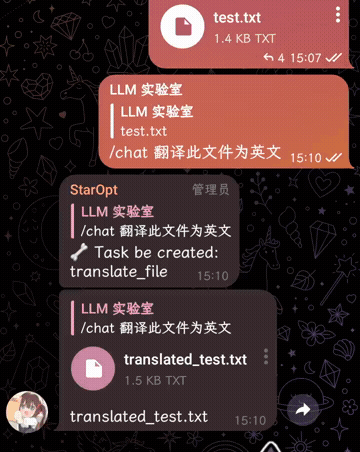 test.txt
1.4 KB TXT
4 15:07
LLM 实验室
LLM 实验室
test.txt
/chat 翻译此文件为英文
15:10
StarOpt 管理员
LLM 实验室
/chat 翻译此文件为英文
🔧 Task be created:
translate_file
15:10
LLM 实验室
/chat 翻译此文件为英文
translated_test.txt
1.5 KB TXT
translated_test.txt
15:10